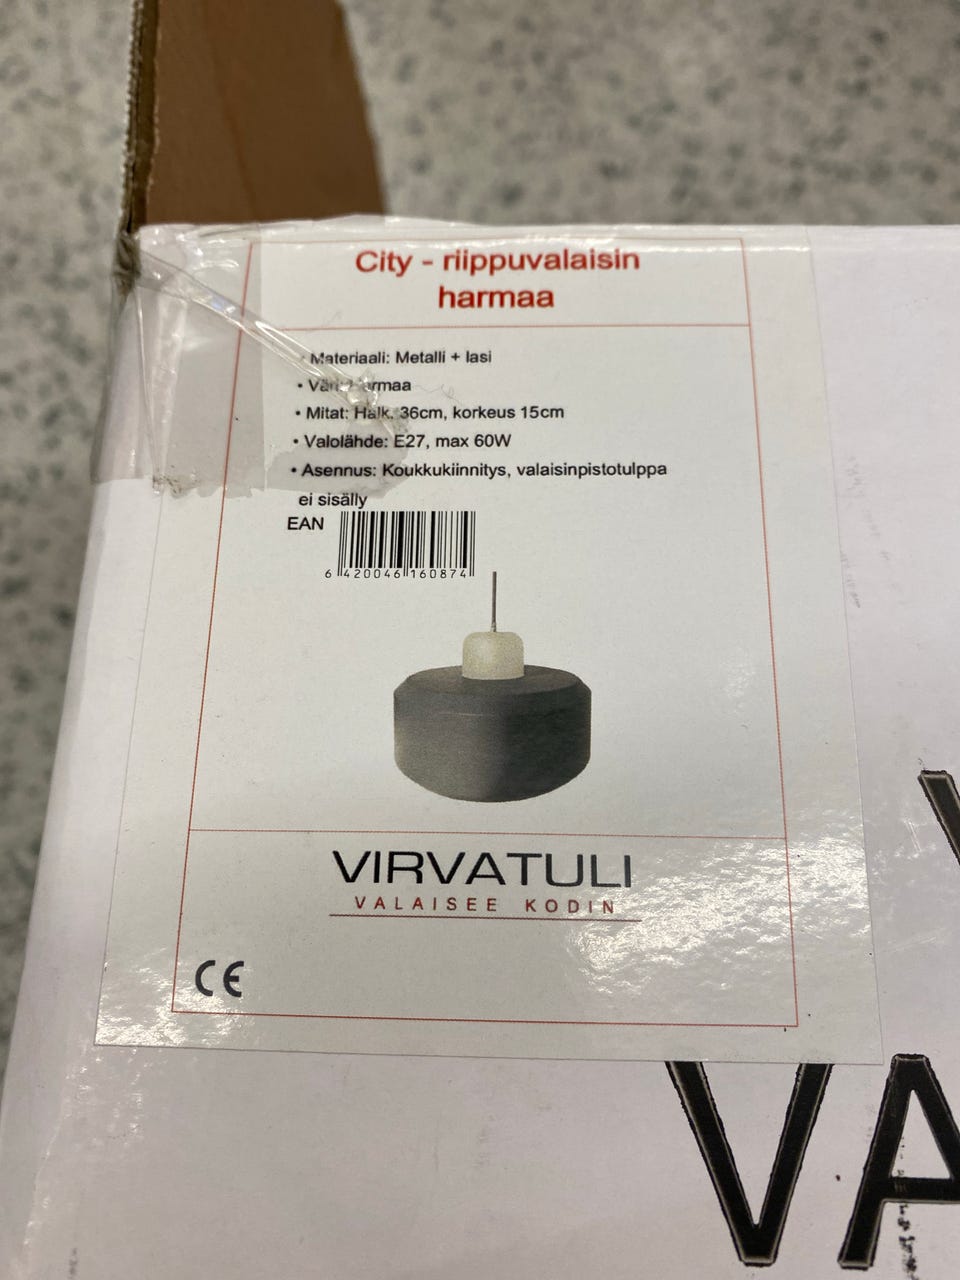 City - riippuvalaisin
harmaa
• Materiaali: Metalli + lasi
• Väri: Harmaa
• Mitat: Halk. 36cm, korkeus 15cm
• Valolähde: E27, max 60W
• Asennus: Koukkukiinnitys, valaisinpistotulppa
ei sisälly
EAN
6 420046 160874
VIRVATULI
VALAISEE KODIN
CE
VA